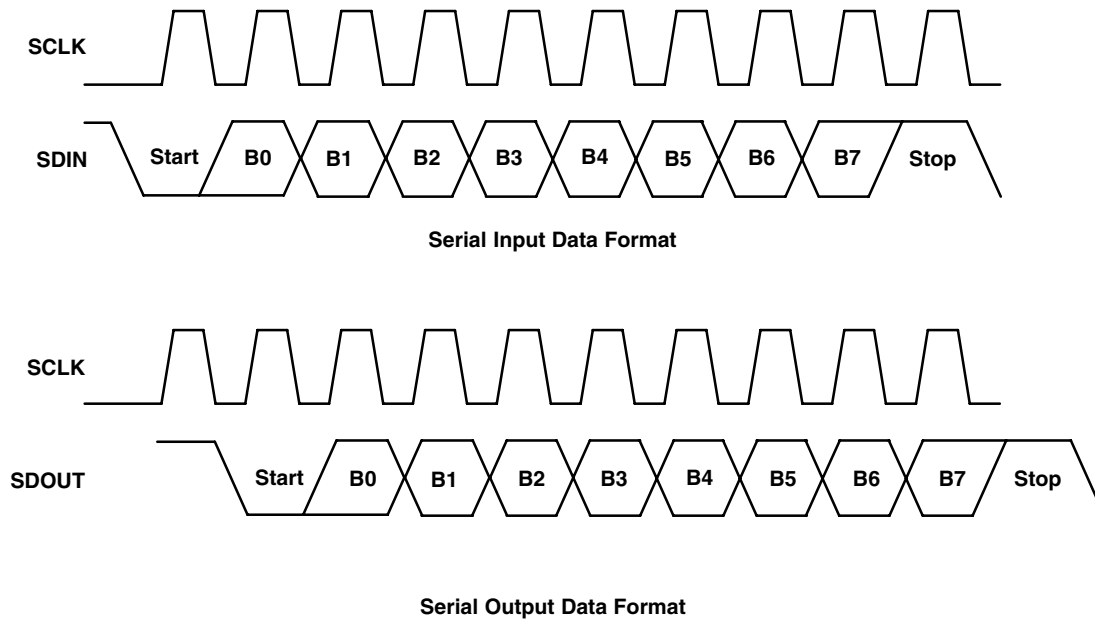 SCLK
SDIN Start B0 B1 B2 B3 B4 B5 B6 B7 Stop
Serial Input Data Format
SCLK
SDOUT Start B0 B1 B2 B3 B4 B5 B6 B7 Stop
Serial Output Data Format